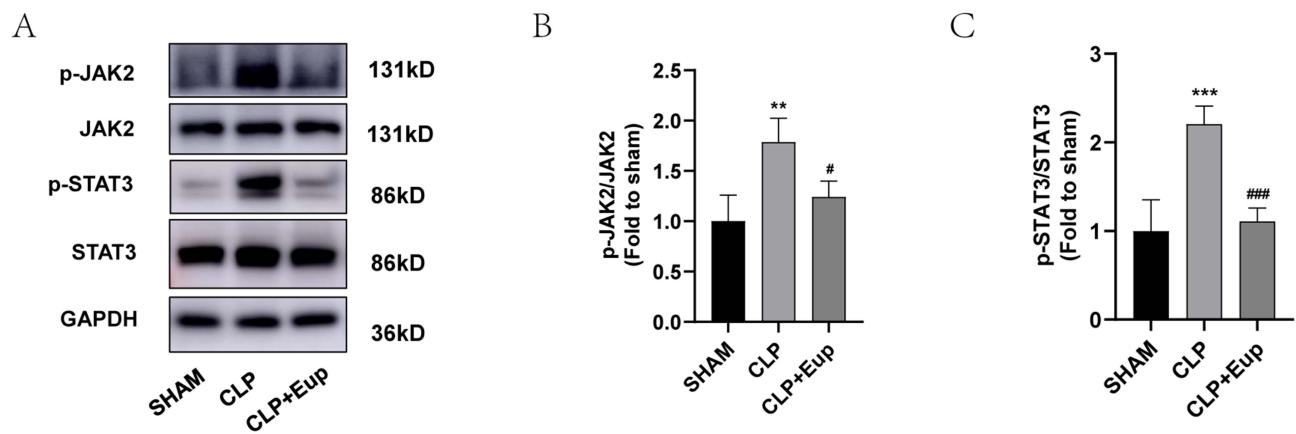 A
p-JAK2 131kD
JAK2 131kD
p-STAT3 86kD
STAT3 86kD
GAPDH 36kD
SHAM CLP CLP+Eup
B
p-JAK2/JAK2
(Fold to sham)
2.5
2.0
1.5
1.0
0.5
0.0
**
#
SHAM CLP CLP+Eup
C
p-STAT3/STAT3
(Fold to sham)
3
2
1
0
***
###
SHAM CLP CLP+Eup